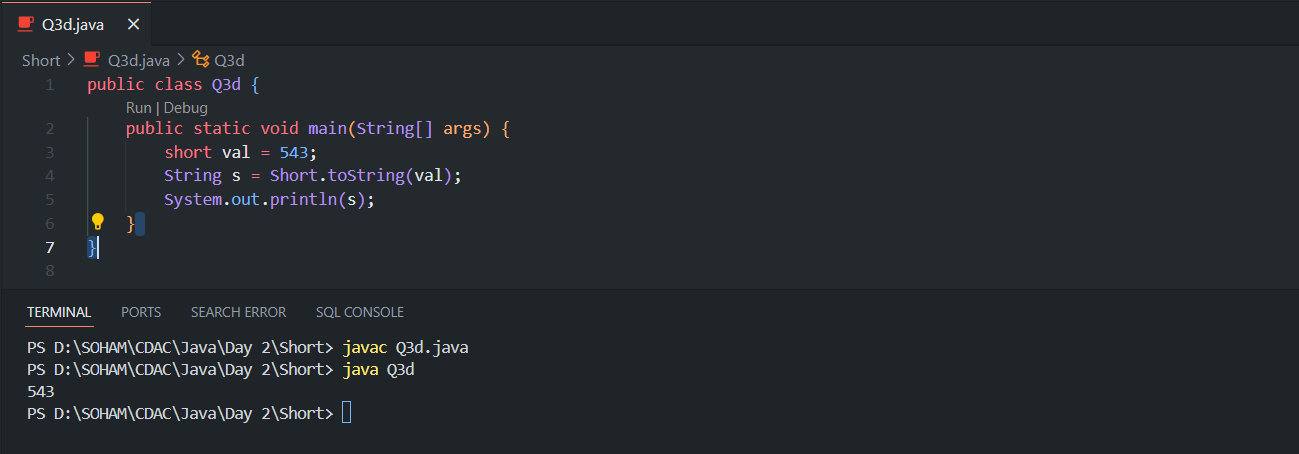 Q3d.java
Short > Q3d.java > Q3d
1 public class Q3d {
Run | Debug
2 public static void main(String[] args) {
3 short val = 543;
4 String s = Short.toString(val);
5 System.out.println(s);
6 }
7 }
8
TERMINAL PORTS SEARCH ERROR SQL CONSOLE
PS D:\SOHAM\CDAC\Java\Day 2\Short> javac Q3d.java
PS D:\SOHAM\CDAC\Java\Day 2\Short> java Q3d
543
PS D:\SOHAM\CDAC\Java\Day 2\Short>